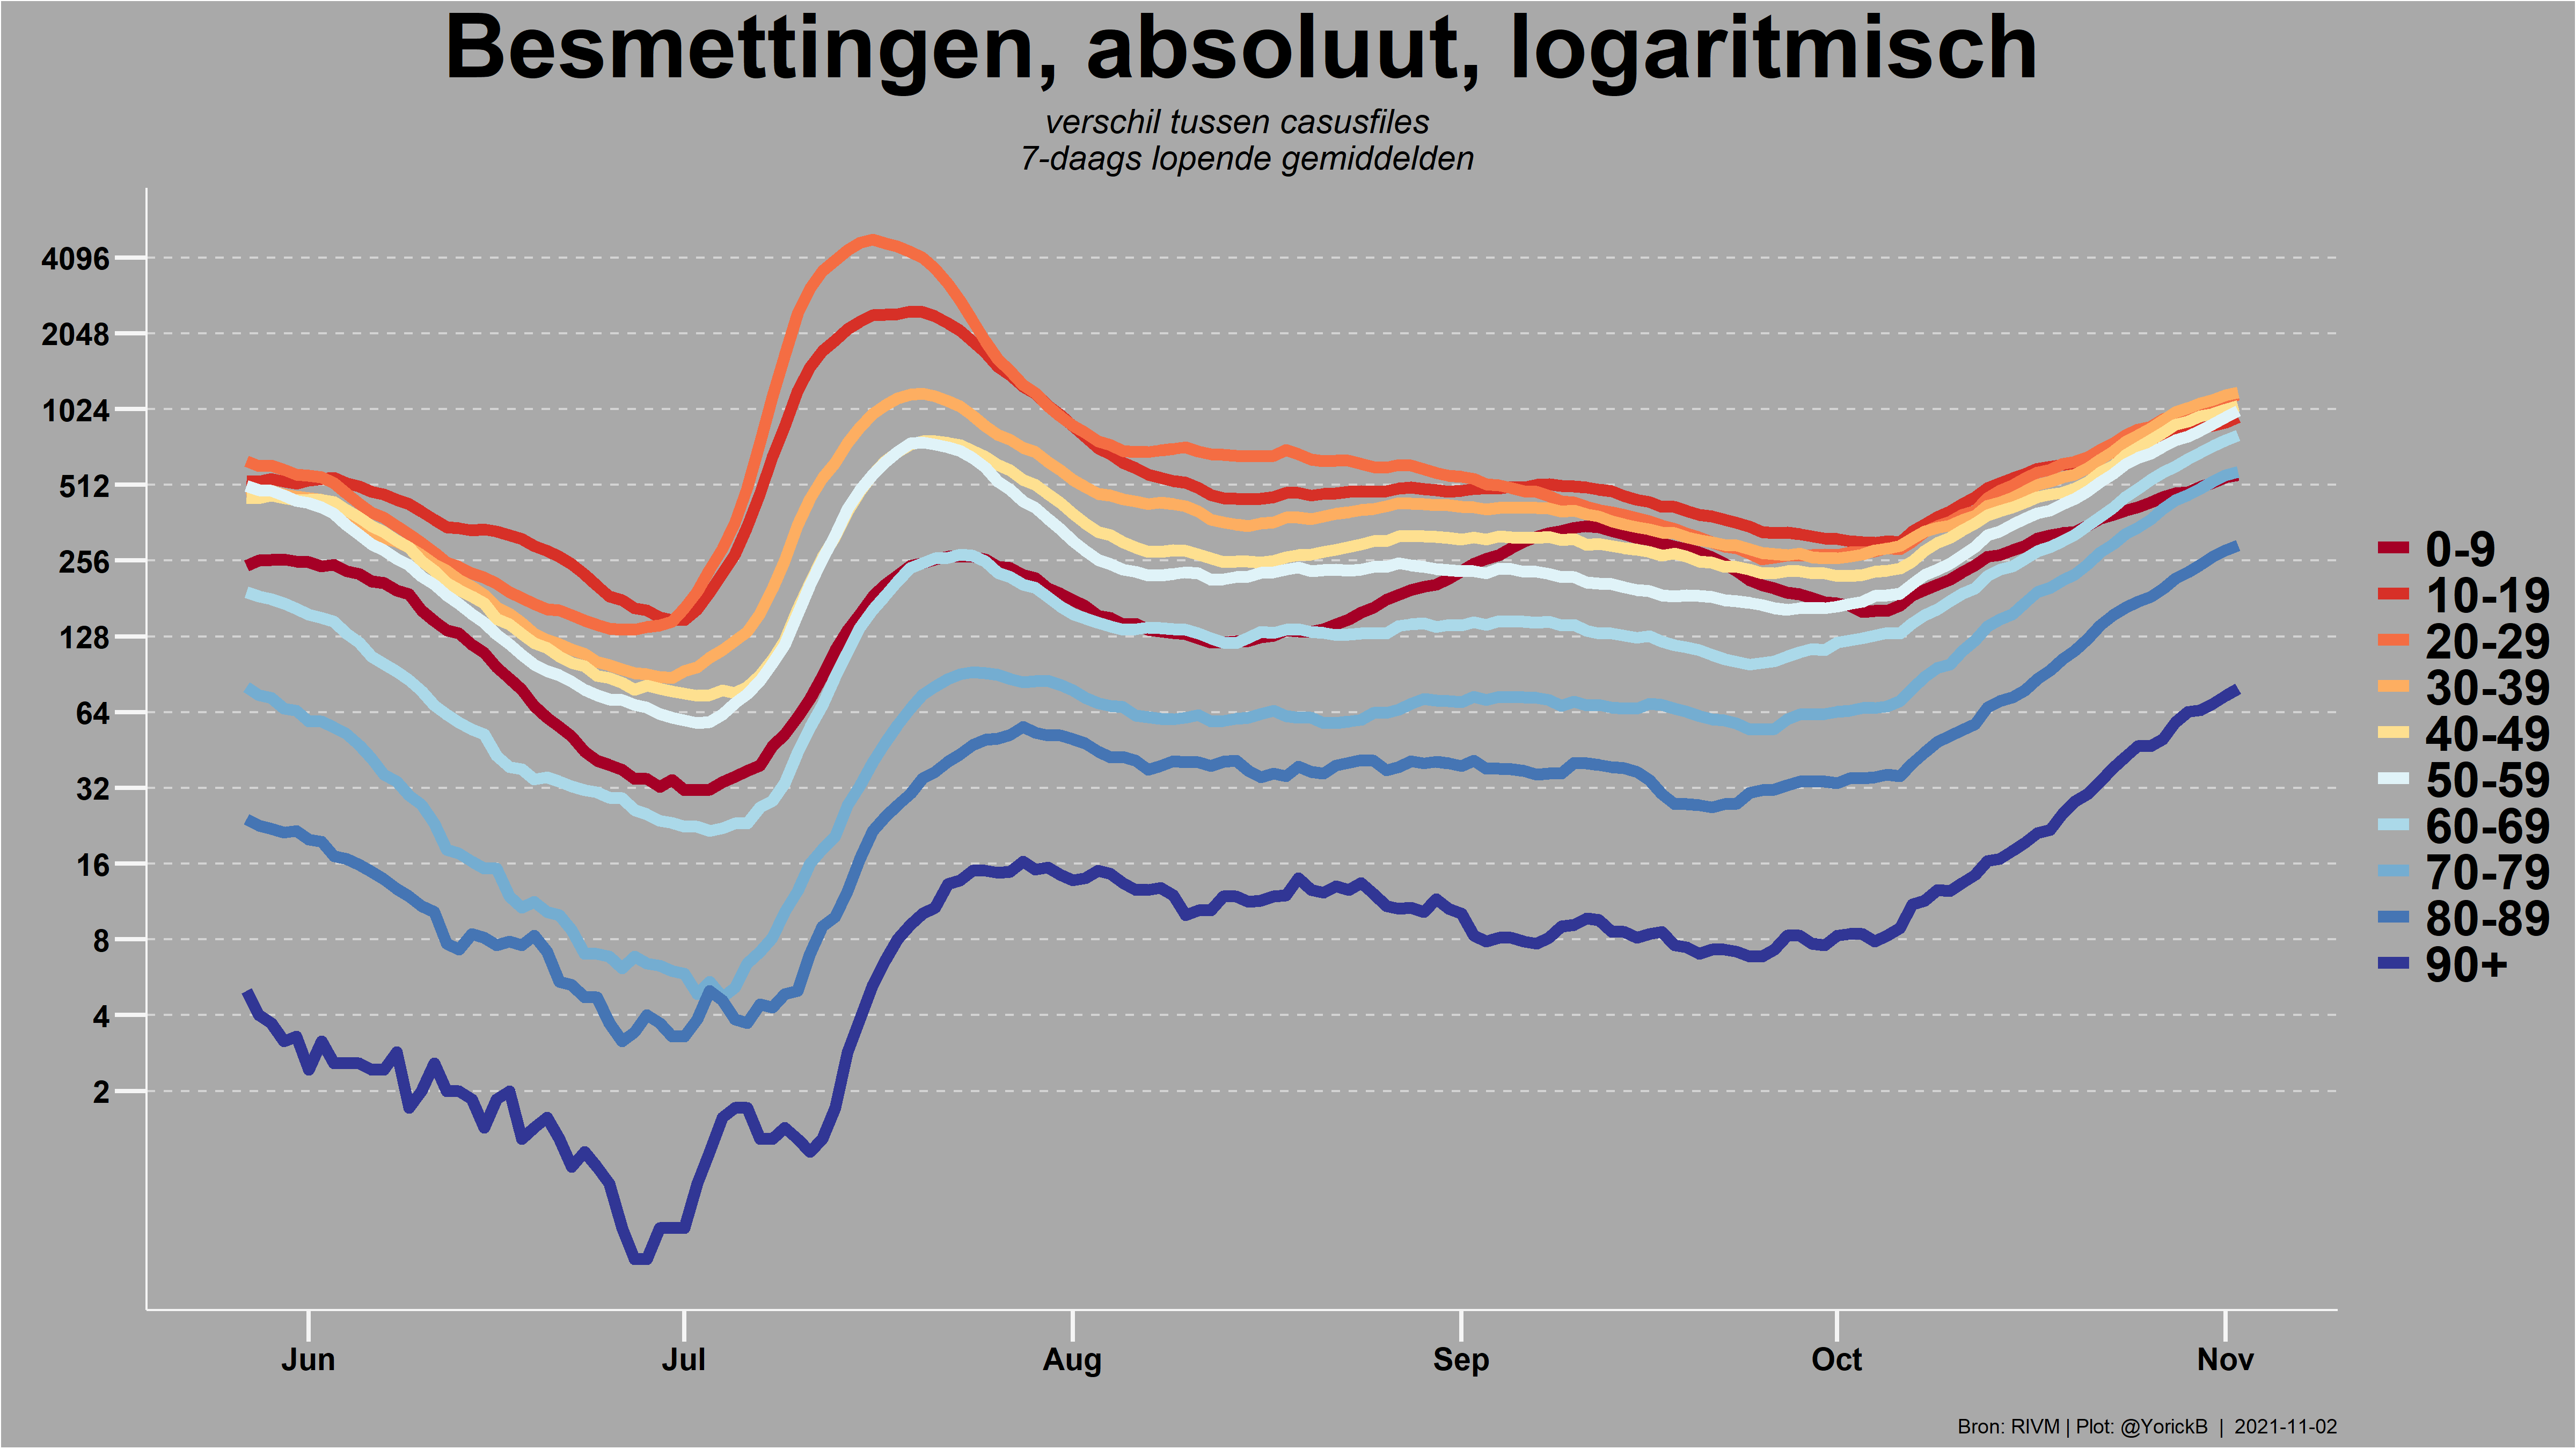 Besmettingen, absoluut, logaritmisch
verschil tussen casusfiles
7-daags lopende gemiddelden
4096
2048
1024
512
256
128
64
32
16
8
4
2
Jun
Jul
Aug
Sep
Oct
Nov
0-9
10-19
20-29
30-39
40-49
50-59
60-69
70-79
80-89
90+
Bron: RIVM | Plot: @YorickB | 2021-11-02